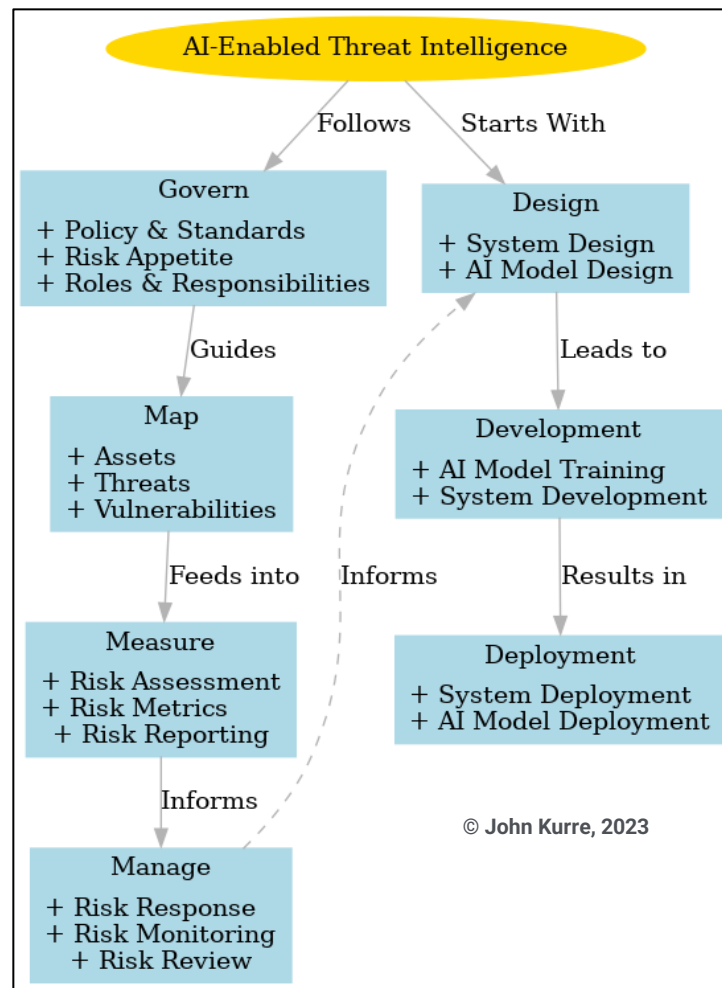 AI-Enabled Threat Intelligence
Follows
Starts With
Govern
+ Policy & Standards
+ Risk Appetite
+ Roles & Responsibilities
Design
+ System Design
+ AI Model Design
Guides
Leads to
Map
+ Assets
+ Threats
+ Vulnerabilities
Development
+ AI Model Training
+ System Development
Feeds into
Informs
Results in
Measure
+ Risk Assessment
+ Risk Metrics
+ Risk Reporting
Deployment
+ System Deployment
+ AI Model Deployment
Informs
© John Kurre, 2023
Manage
+ Risk Response
+ Risk Monitoring
+ Risk Review